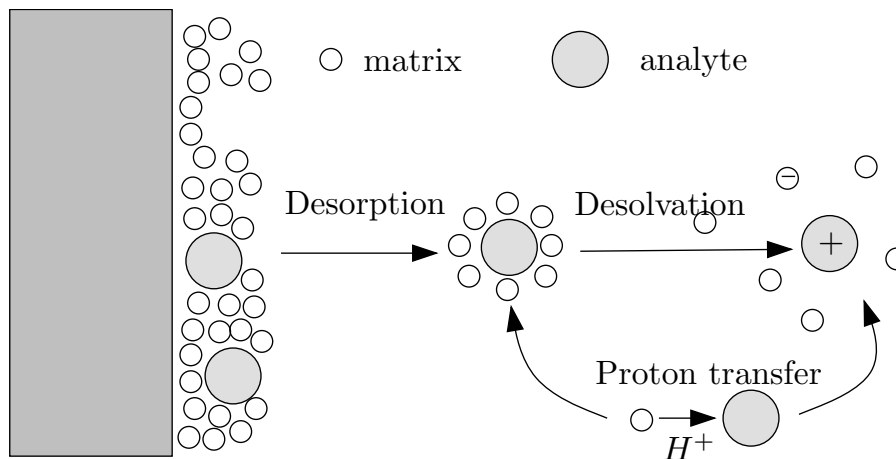 matrix
analyte
Desorption
Desolvation
−
+
Proton transfer
H⁺